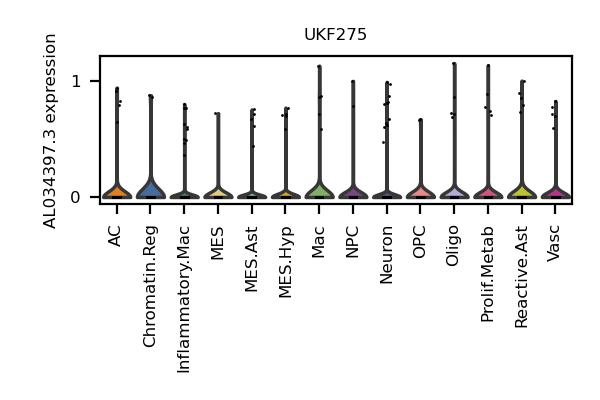 UKF275
AL034397.3 expression
1
0
AC
Chromatin.Reg
Inflammatory.Mac
MES
MES.Ast
MES.Hyp
Mac
NPC
Neuron
OPC
Oligo
Prolif.Metab
Reactive.Ast
Vasc